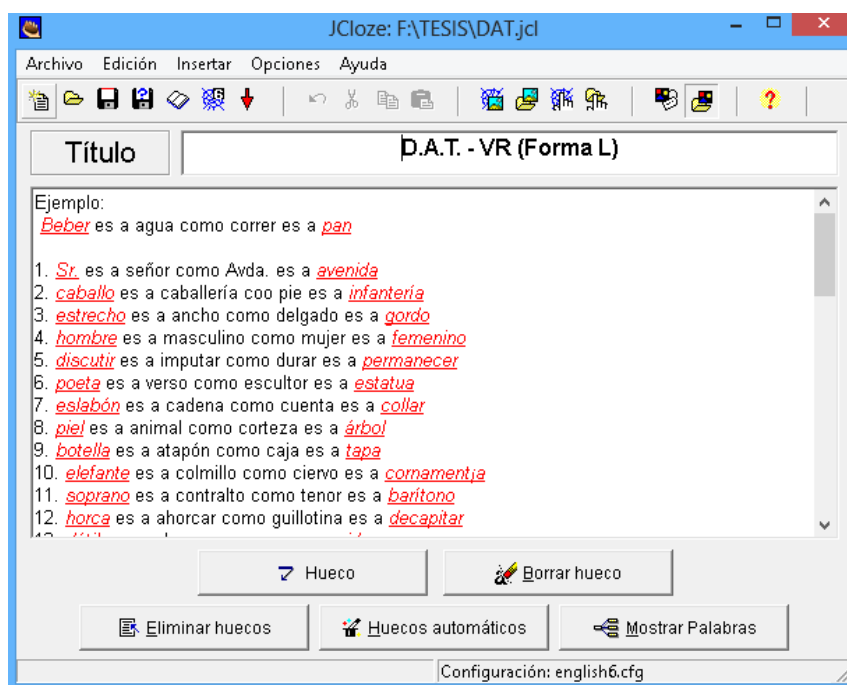 JCloze: F:\TESIS\DAT.jcl
Archivo Edición Insertar Opciones Ayuda
Título
D.A.T. - VR (Forma L)
Ejemplo:
Beber es a agua como correr es a pan
1. Sr. es a señor como Avda. es a avenida
2. caballo es a caballería coo pie es a infantería
3. estrecho es a ancho como delgado es a gordo
4. hombre es a masculino como mujer es a femenino
5. discutir es a imputar como durar es a permanecer
6. poeta es a verso como escultor es a estatua
7. eslabón es a cadena como cuenta es a collar
8. piel es a animal como corteza es a árbol
9. botella es a atapón como caja es a tapa
10. elefante es a colmillo como ciervo es a cornament¡a
11. soprano es a contralto como tenor es a barítono
12. horca es a ahorcar como guillotina es a decapitar
Hueco
Borrar hueco
Eliminar huecos
Huecos automáticos
Mostrar Palabras
Configuración: english6.cfg